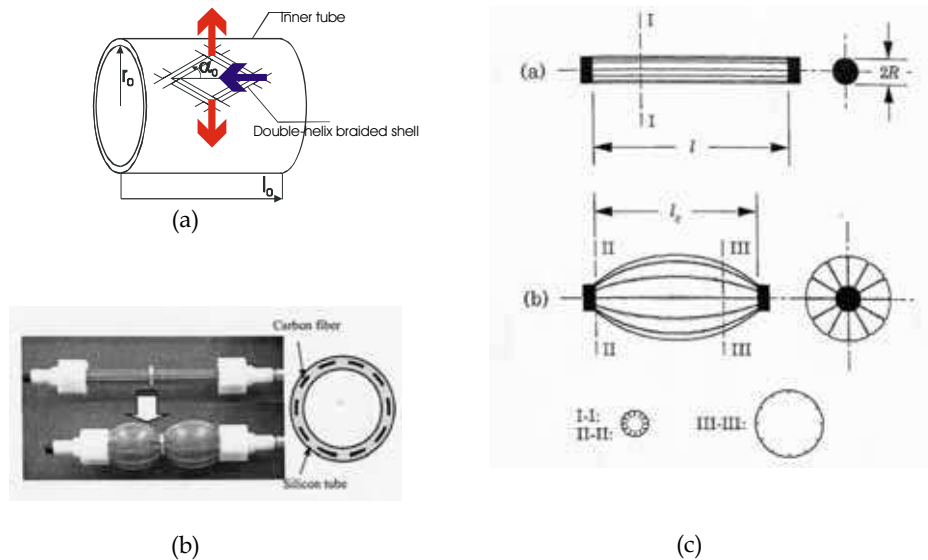 Inner tube
r₀
α₀
Double-helix braided shell
l₀
(a)
Carbon fiber
Silicon tube
(b)
(a)
I
I
2R
l
(b)
l
II
III
II
III
I-I:
II-II:
III-III:
(c)